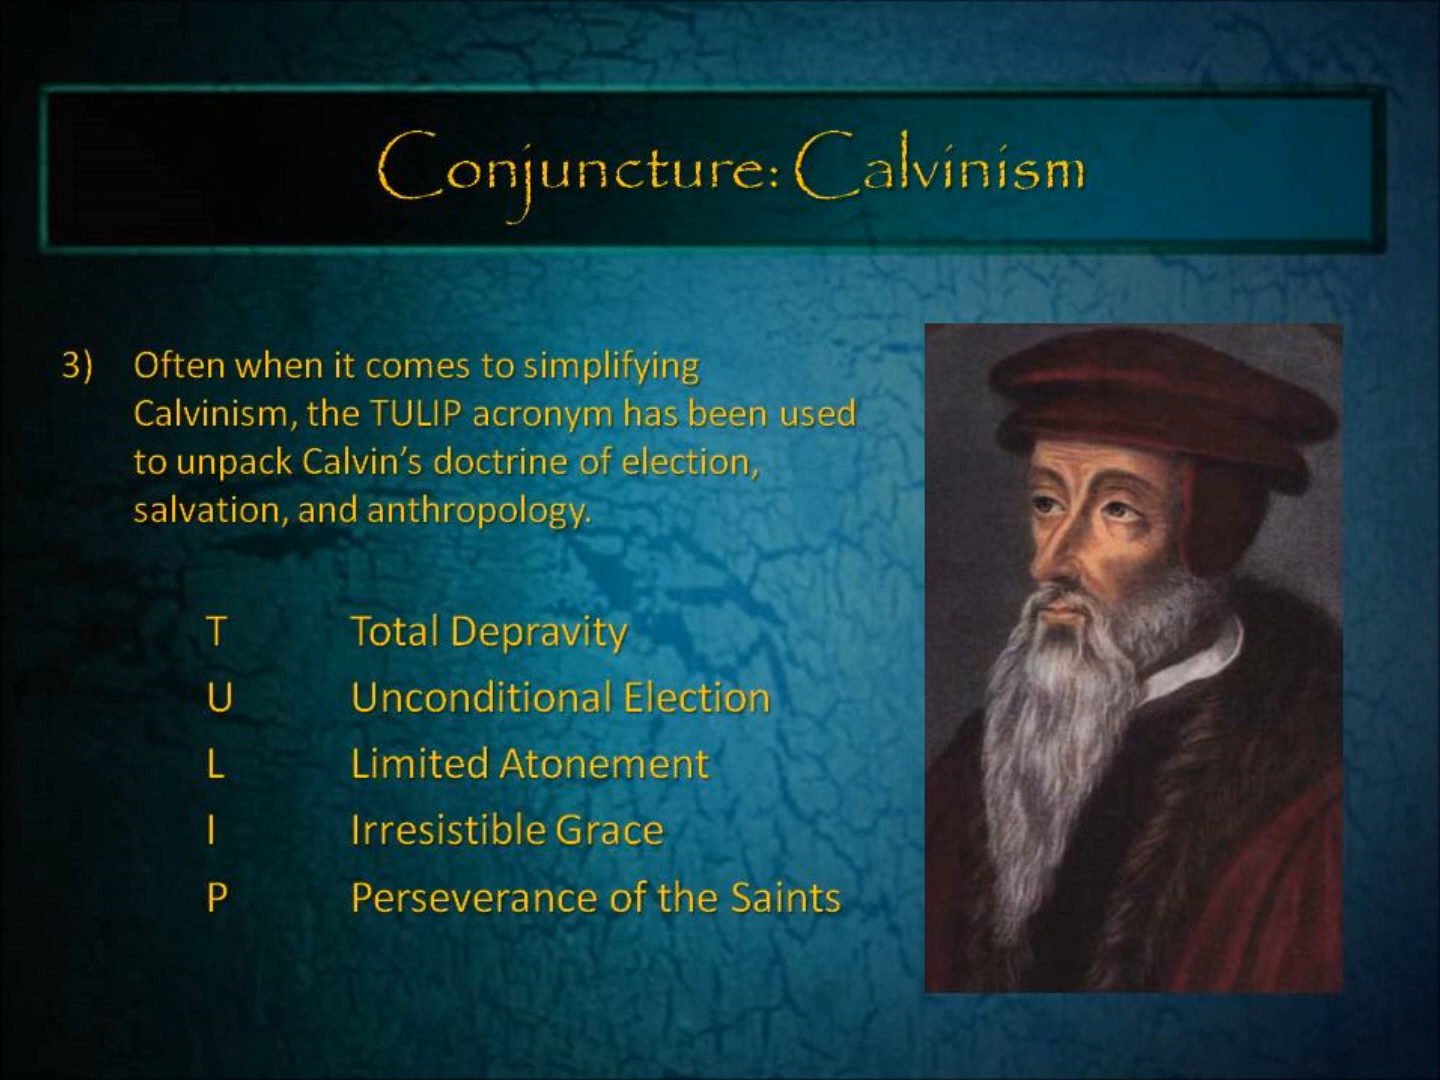 Conjuncture: Calvinism
3) Often when it comes to simplifying
Calvinism, the TULIP acronym has been used
to unpack Calvin’s doctrine of election,
salvation, and anthropology.
T Total Depravity
U Unconditional Election
L Limited Atonement
I Irresistible Grace
P Perseverance of the Saints